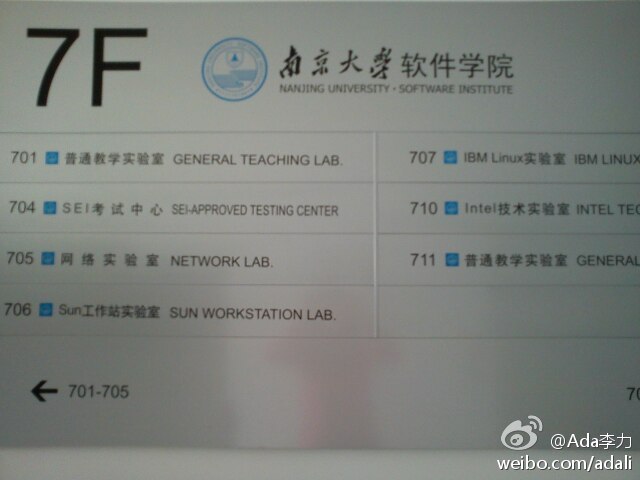 7F
南京大学软件学院
NANJING UNIVERSITY · SOFTWARE INSTITUTE
701 普通教学实验室 GENERAL TEACHING LAB.
704 SEI考试中心 SEI-APPROVED TESTING CENTER
705 网络实验室 NETWORK LAB.
706 Sun工作站实验室 SUN WORKSTATION LAB.
707 IBM Linux实验室 IBM LINUX
710 Intel技术实验室 INTEL TEC
711 普通教学实验室 GENERAL
← 701-705
70
@Ada李力
weibo.com/adali